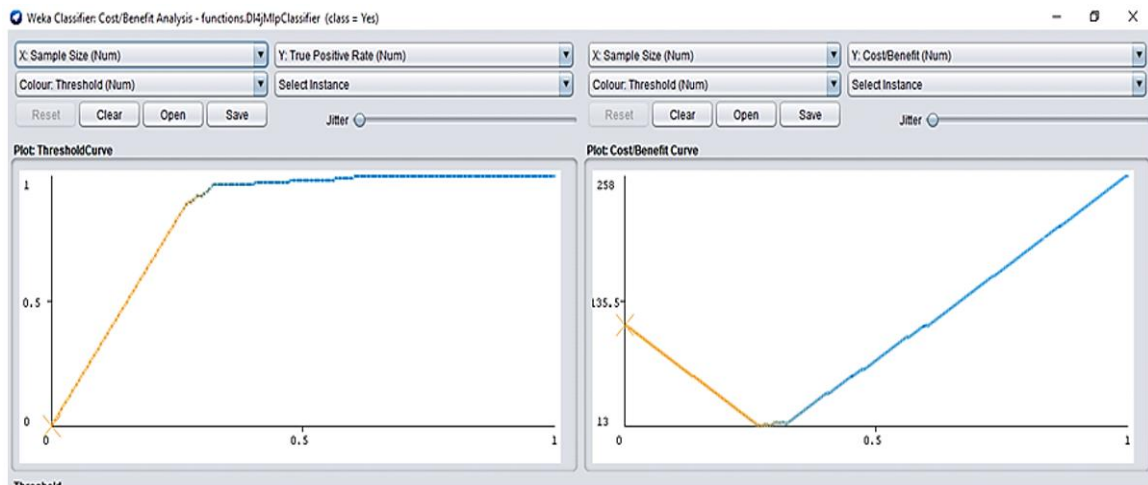 Weka Classifier: Cost/Benefit Analysis - functions.Dl4jMlpClassifier (class = Yes)
X: Sample Size (Num) Y: True Positive Rate (Num) X: Sample Size (Num) Y: Cost/Benefit (Num)
Colour: Threshold (Num) Select Instance Colour: Threshold (Num) Select Instance
Reset Clear Open Save Jitter Reset Clear Open Save Jitter
Plot: ThresholdCurve Plot: Cost/Benefit Curve
1 258
0.5 135.5
0 13
0 0.5 1 0 0.5 1
Threshold